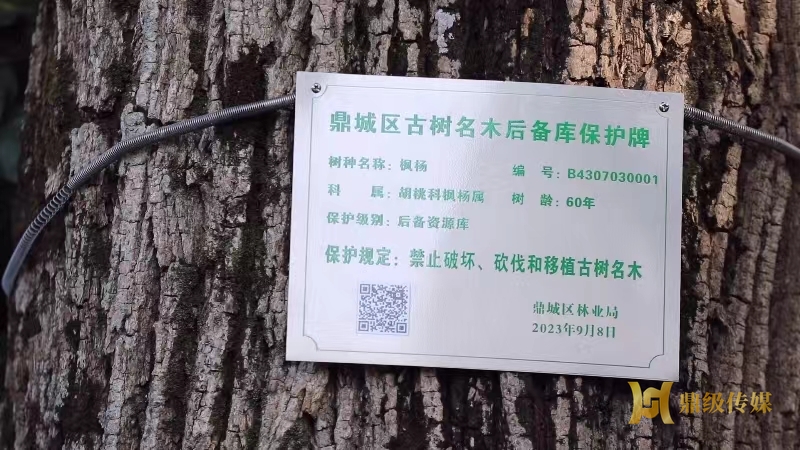 鼎城区古树名木后备库保护牌
树种名称：枫杨 编 号：B4307030001
科 属：胡桃科枫杨属 树 龄：60年
保护级别：后备资源库
保护规定：禁止破坏、砍伐和移植古树名木
鼎城区林业局
2023年9月8日
鼎级传媒